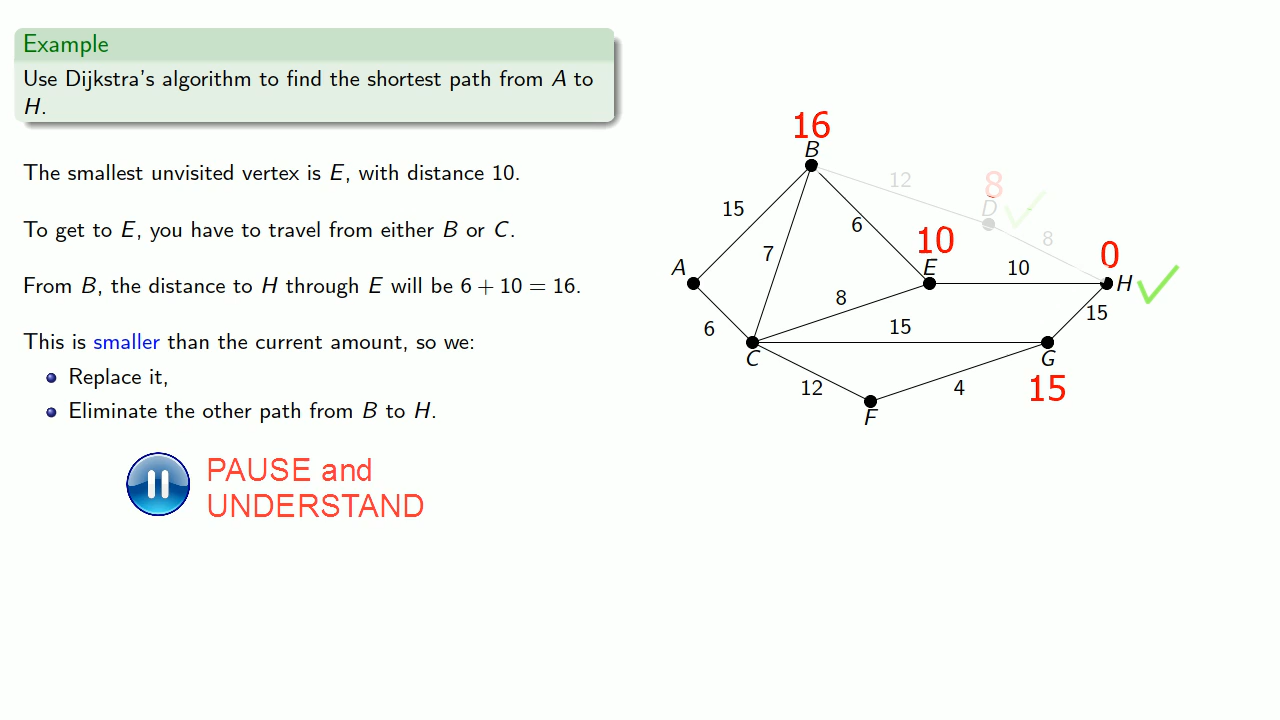 Example
Use Dijkstra's algorithm to find the shortest path from A to
H.
The smallest unvisited vertex is E, with distance 10.
To get to E, you have to travel from either B or C.
From B, the distance to H through E will be 6 + 10 = 16.
This is smaller than the current amount, so we:
Replace it,
Eliminate the other path from B to H.
PAUSE and
UNDERSTAND
16
B
12
8
D
15
6
8
7
10
0
A
E
10
H
8
15
6
15
C
G
12
4
15
F